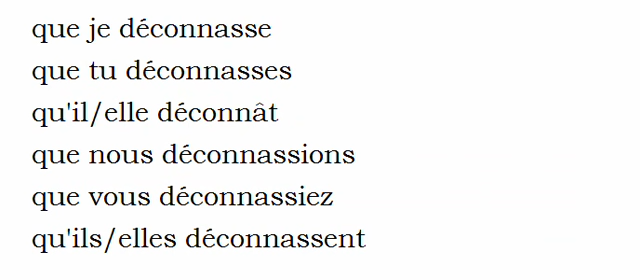 que je déconnasse
que tu déconnasses
qu'il/elle déconnât
que nous déconnassions
que vous déconnassiez
qu'ils/elles déconnassent